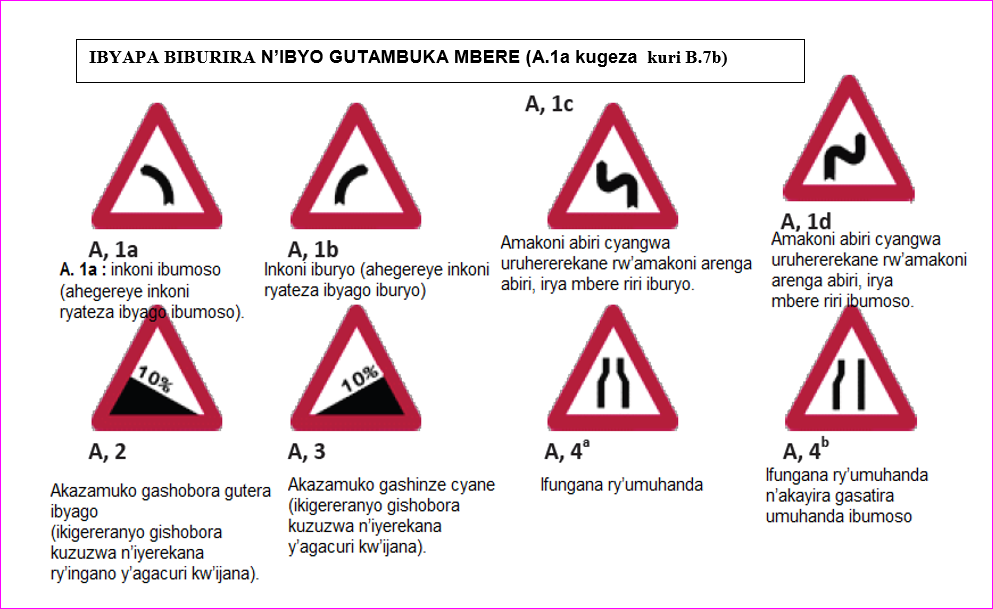 IBYAPA BIBURIRA N'IBYO GUTAMBUKA MBERE (A.1a kugeza kuri B.7b)
A, 1a
A. 1a : inkoni ibumoso
(ahegereye inkoni
ryateza ibyago ibumoso).
A, 1b
Inkoni iburyo (ahegereye inkoni
ryateza ibyago iburyo)
A, 1c
Amakoni abiri cyangwa
uruhererekane rw'amakoni arenga
abiri, irya mbere riri iburyo.
A, 1d
Amakoni abiri cyangwa
uruhererekane rw'amakoni
arenga abiri, irya
mbere riri ibumoso.
10%
A, 2
Akazamuko gashobora gutera
ibyago
(ikigereranyo gishobora
kuzuzwa n'iyerekana
ry'ingano y'agacuri kw'ijana).
10%
A, 3
Akazamuko gashinze cyane
(ikigereranyo gishobora
kuzuzwa n'iyerekana
y'agacuri kw'ijana).
A, 4a
Ifungana ry'umuhanda
A, 4b
Ifungana ry'umuhanda
n'akayira gasatira
umuhanda ibumoso